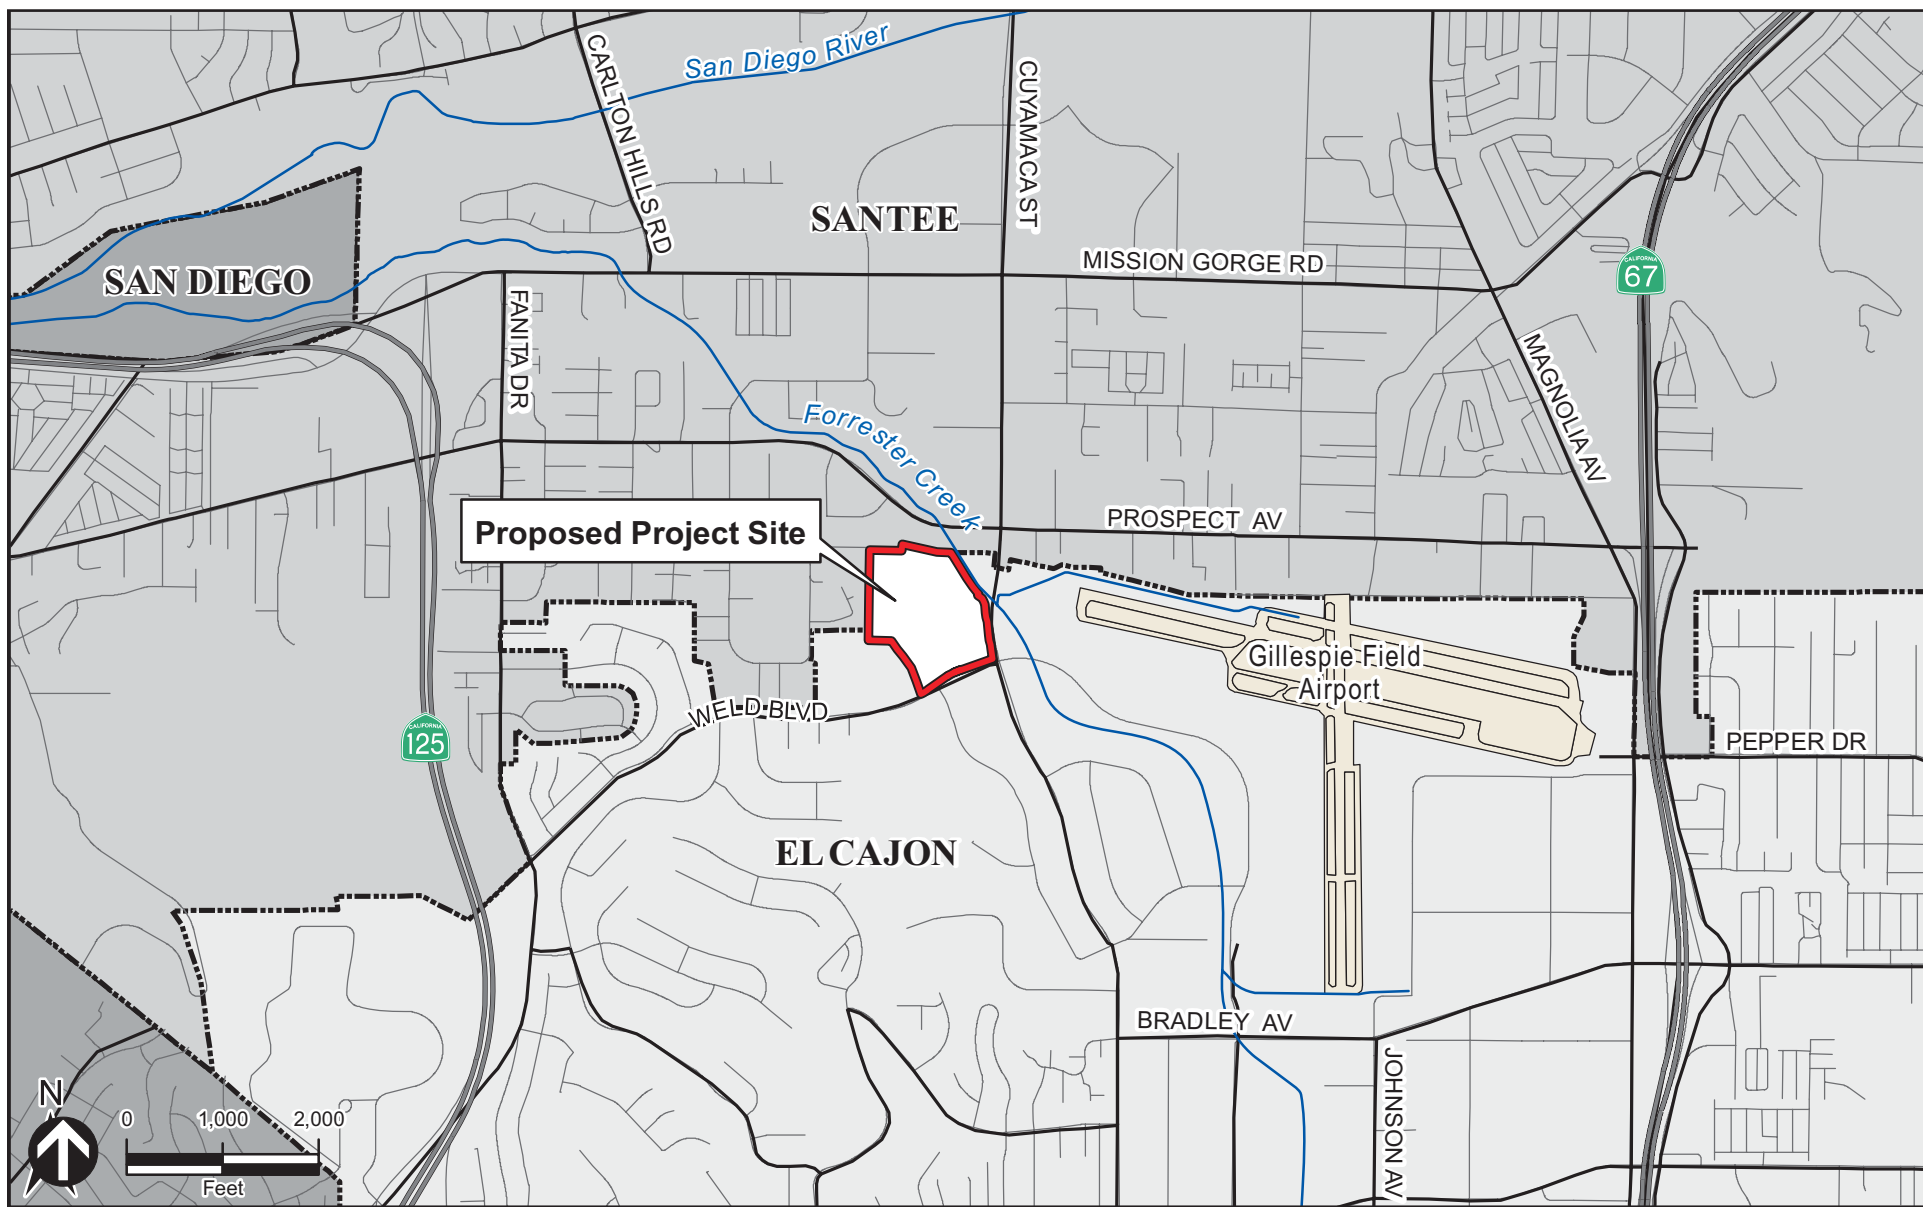 San Diego River
CARLTON HILLS RD
CUYAMACA ST
SANTEE
MISSION GORGE RD
SAN DIEGO
CALIFORNIA
67
FANITA DR
MAGNOLIA AV
Forrester Creek
PROSPECT AV
Proposed Project Site
Gillespie Field
Airport
WELD BLVD
CALIFORNIA
125
PEPPER DR
EL CAJON
BRADLEY AV
JOHNSON AV
N
0 1,000 2,000
Feet